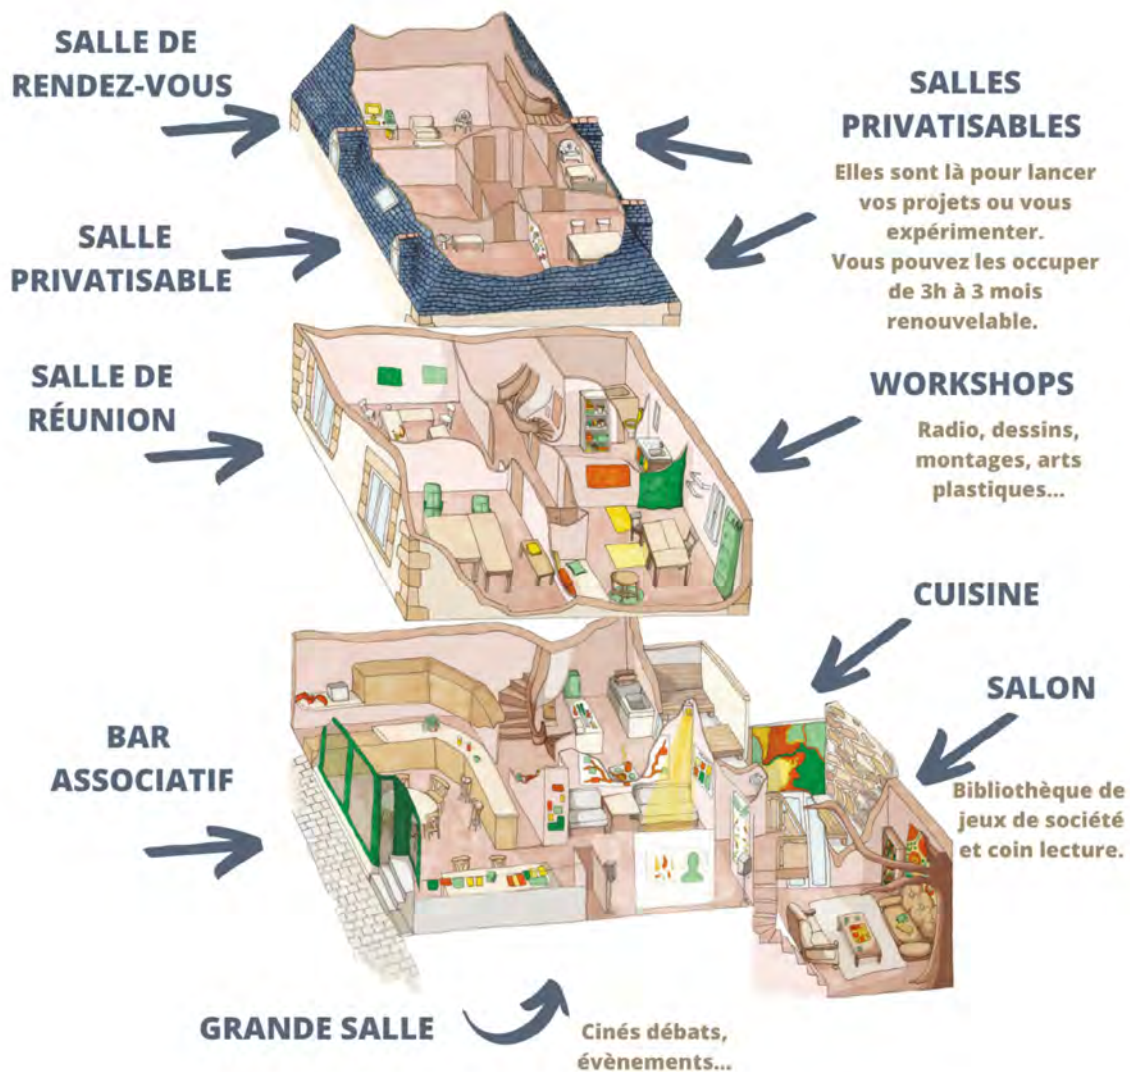 SALLE DE
RENDEZ-VOUS
SALLES
PRIVATISABLES
Elles sont là pour lancer
vos projets ou vous
expérimenter.
Vous pouvez les occuper
de 3h à 3 mois
renouvelable.
SALLE
PRIVATISABLE
SALLE DE
RÉUNION
WORKSHOPS
Radio, dessins,
montages, arts
plastiques...
CUISINE
SALON
Bibliothèque de
jeux de société
et coin lecture.
BAR
ASSOCIATIF
GRANDE SALLE
Cinés débats,
évènements...